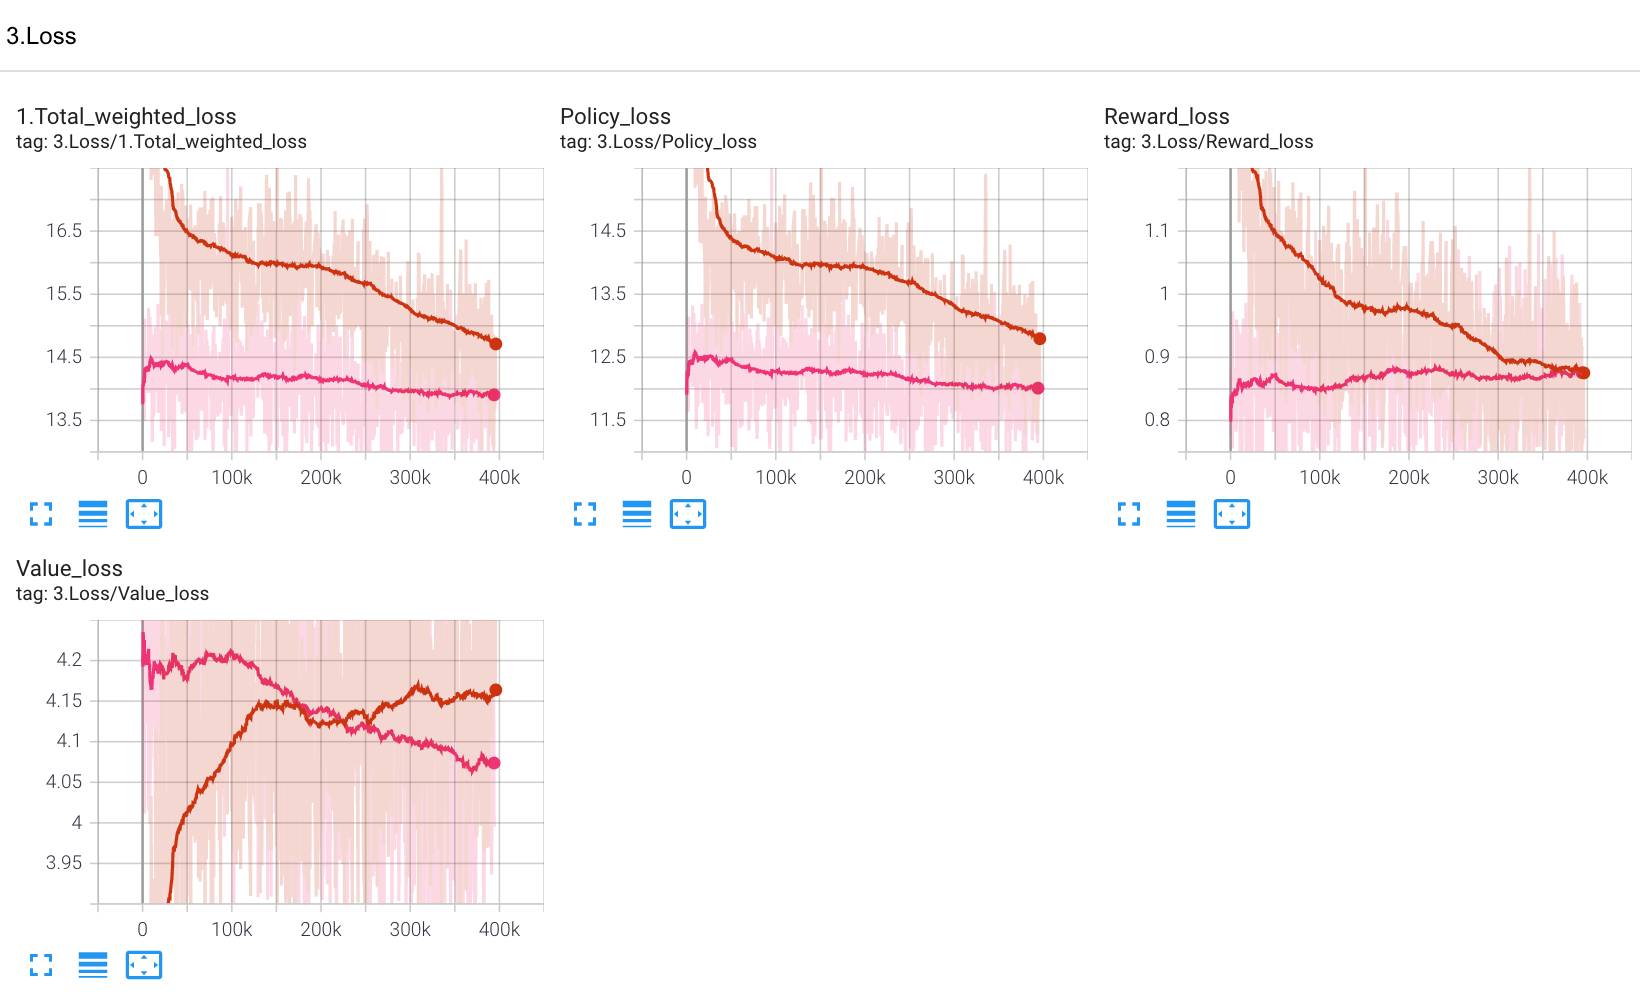 3.Loss
1.Total_weighted_loss
tag: 3.Loss/1.Total_weighted_loss
16.5
15.5
14.5
13.5
0 100k 200k 300k 400k
Policy_loss
tag: 3.Loss/Policy_loss
14.5
13.5
12.5
11.5
0 100k 200k 300k 400k
Reward_loss
tag: 3.Loss/Reward_loss
1.1
1
0.9
0.8
0 100k 200k 300k 400k
Value_loss
tag: 3.Loss/Value_loss
4.2
4.15
4.1
4.05
4
3.95
0 100k 200k 300k 400k